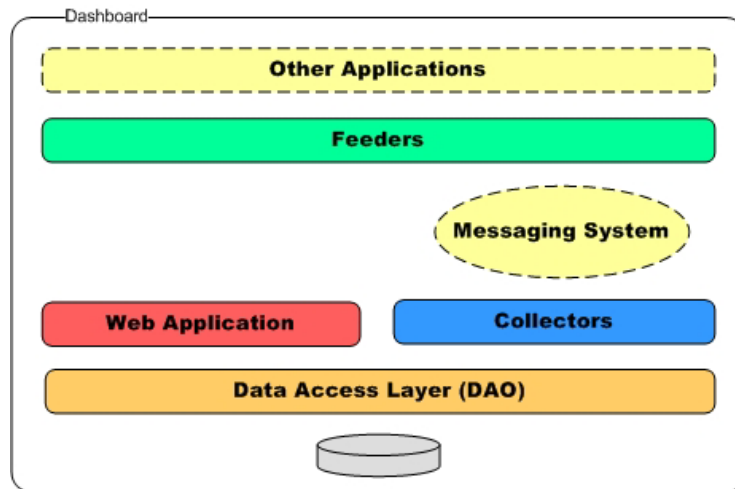 Dashboard
Other Applications
Feeders
Messaging System
Web Application
Collectors
Data Access Layer (DAO)